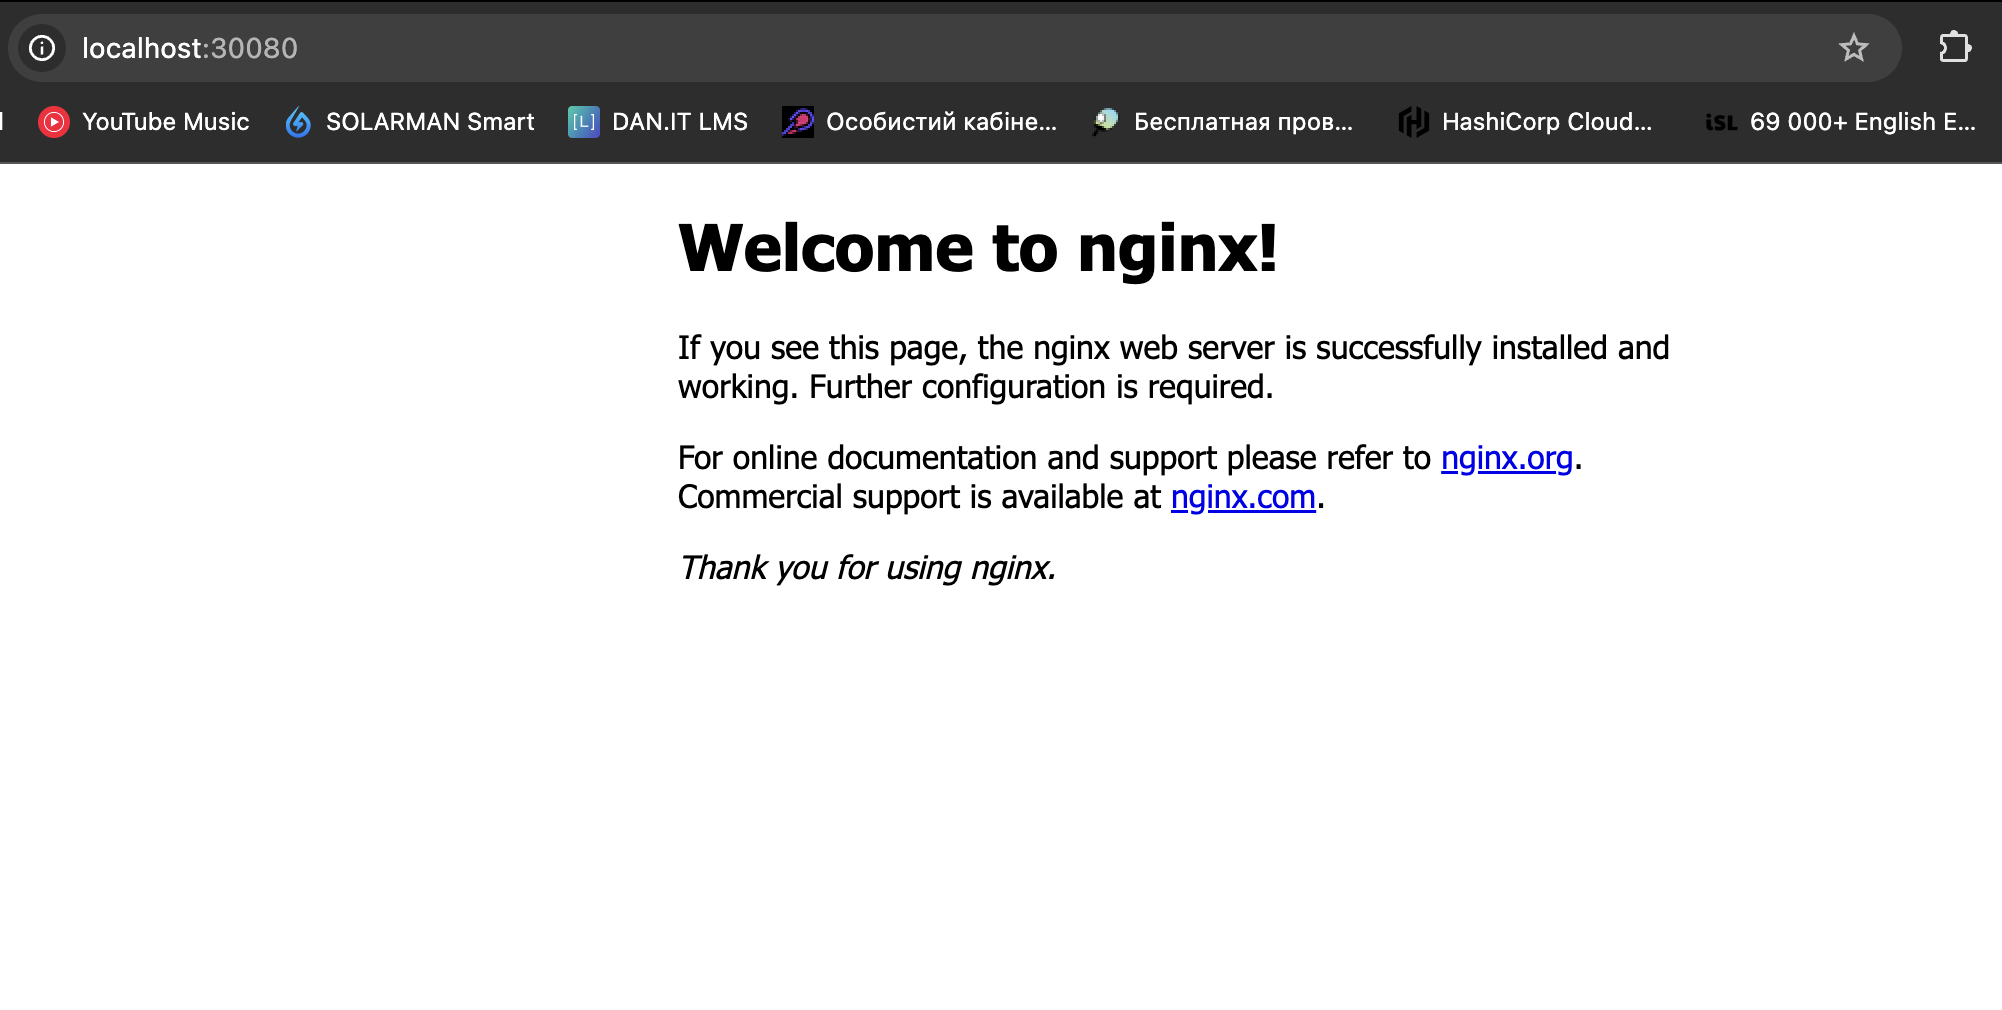 localhost:30080
YouTube Music
SOLARMAN Smart
[L] DAN.IT LMS
Особистий кабіне...
Бесплатная пров...
HashiCorp Cloud...
iSL 69 000+ English E...
Welcome to nginx!
If you see this page, the nginx web server is successfully installed and
working. Further configuration is required.
For online documentation and support please refer to nginx.org.
Commercial support is available at nginx.com.
Thank you for using nginx.